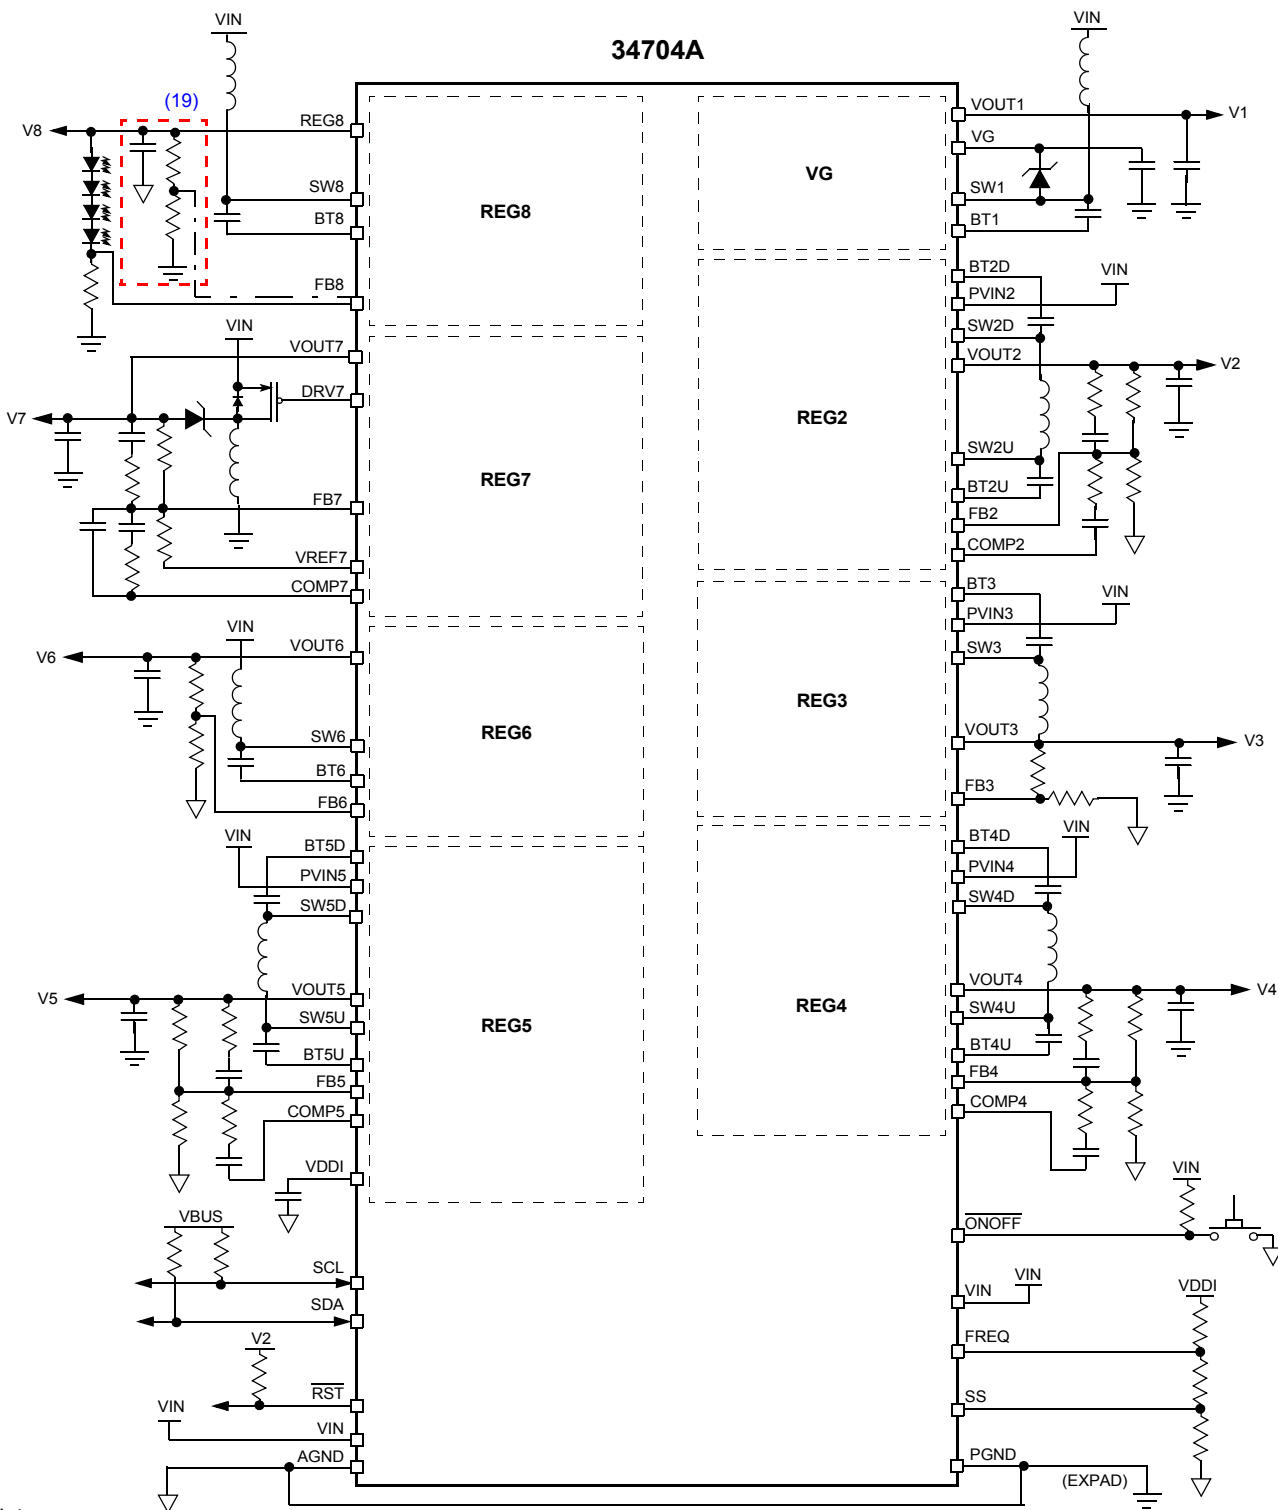 VIN
VIN
34704A
(19)
V8
REG8
SW8
BT8
FB8
REG8
VG
VOUT1
V1
VG
SW1
BT1
BT2D
VIN
PVIN2
SW2D
VOUT2
V2
REG2
SW2U
BT2U
FB2
COMP2
VIN
VOUT7
DRV7
V7
REG7
FB7
VREF7
COMP7
BT3
VIN
PVIN3
SW3
REG3
VOUT3
V3
FB3
VIN
VOUT6
V6
REG6
SW6
BT6
FB6
VIN
BT5D
PVIN5
SW5D
VOUT5
V5
REG5
SW5U
BT5U
FB5
COMP5
VDDI
VIN
BT4D
PVIN4
SW4D
VOUT4
V4
REG4
SW4U
BT4U
FB4
COMP4
VBUS
SCL
SDA
V2
RST
VIN
VIN
AGND
VIN
ONOFF
VIN
VIN
VDDI
FREQ
SS
PGND
(EXPAD)